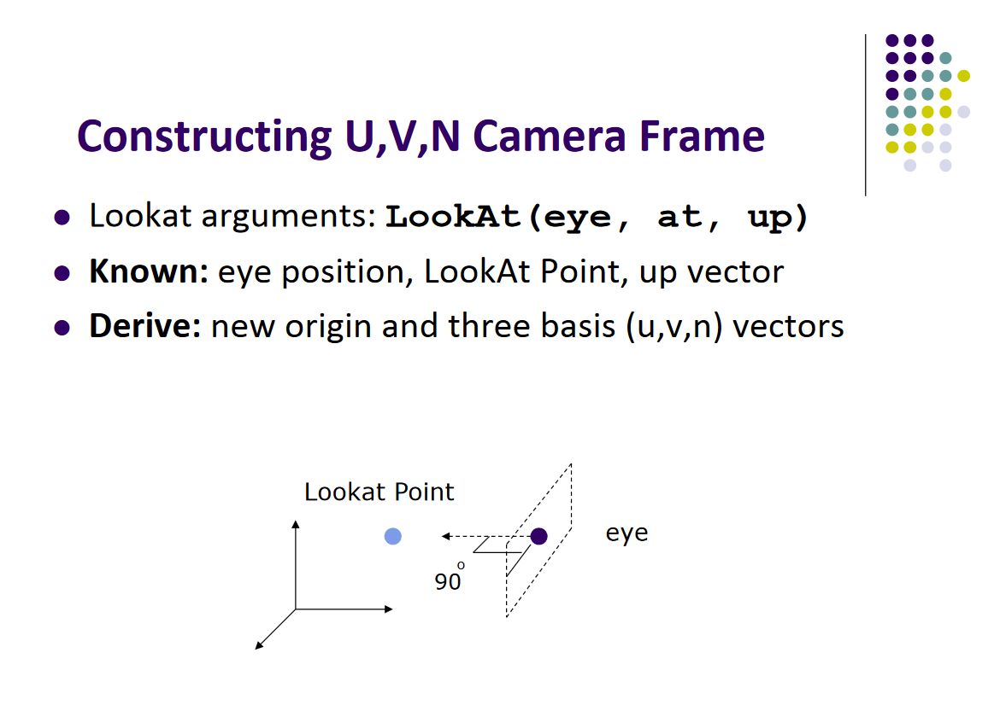 Constructing U,V,N Camera Frame
Lookat arguments: LookAt(eye, at, up)
Known: eye position, LookAt Point, up vector
Derive: new origin and three basis (u,v,n) vectors
Lookat Point
eye
90o